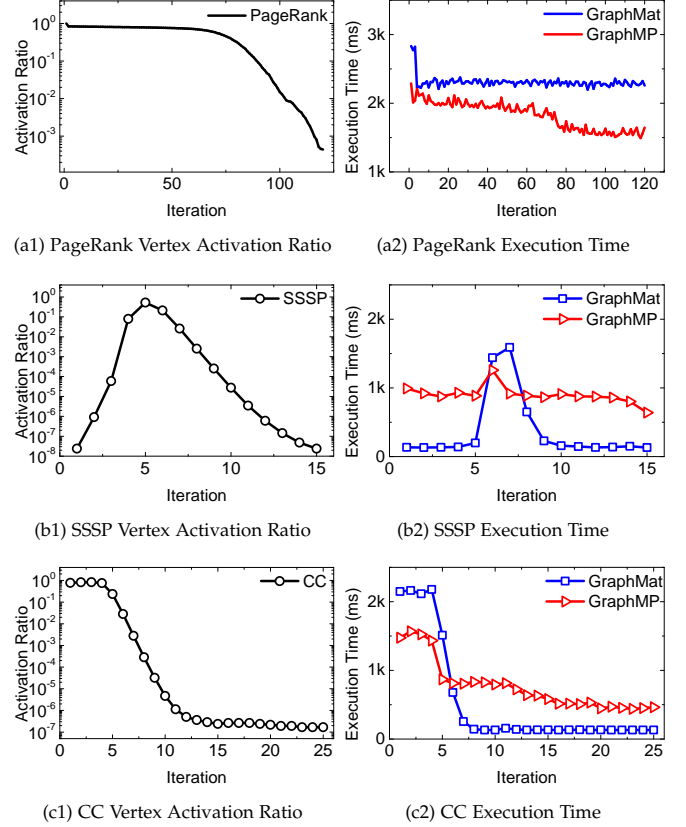 PageRank
10^0
10^-1
10^-2
10^-3
Activation Ratio
0 50 100
Iteration
(a1) PageRank Vertex Activation Ratio
GraphMat
GraphMP
3k
2k
1k
Execution Time (ms)
0 20 40 60 80 100 120
Iteration
(a2) PageRank Execution Time
SSSP
10^0
10^-1
10^-2
10^-3
10^-4
10^-5
10^-6
10^-7
10^-8
Activation Ratio
0 5 10 15
Iteration
(b1) SSSP Vertex Activation Ratio
GraphMat
GraphMP
2k
1k
0
Execution Time (ms)
0 5 10 15
Iteration
(b2) SSSP Execution Time
CC
10^0
10^-1
10^-2
10^-3
10^-4
10^-5
10^-6
10^-7
Activation Ratio
0 5 10 15 20 25
Iteration
(c1) CC Vertex Activation Ratio
GraphMat
GraphMP
2k
1k
0
Execution Time (ms)
0 5 10 15 20 25
Iteration
(c2) CC Execution Time